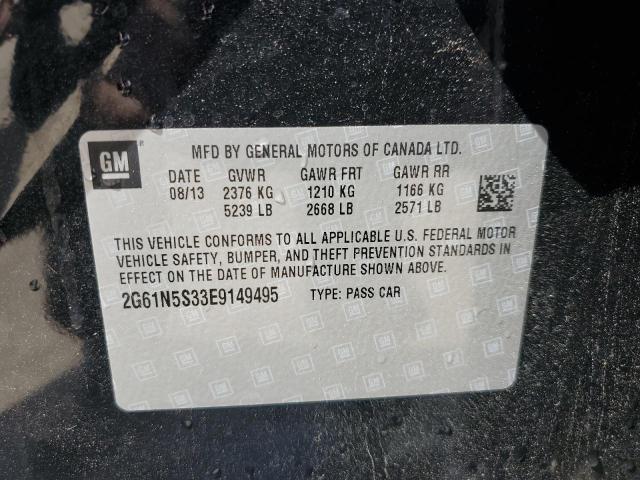 GM
MFD BY GENERAL MOTORS OF CANADA LTD.
DATE GVWR GAWR FRT GAWR RR
08/13 2376 KG 1210 KG 1166 KG
5239 LB 2668 LB 2571 LB
THIS VEHICLE CONFORMS TO ALL APPLICABLE U.S. FEDERAL MOTOR
VEHICLE SAFETY, BUMPER, AND THEFT PREVENTION STANDARDS IN
EFFECT ON THE DATE OF MANUFACTURE SHOWN ABOVE.
2G61N5S33E9149495 TYPE: PASS CAR